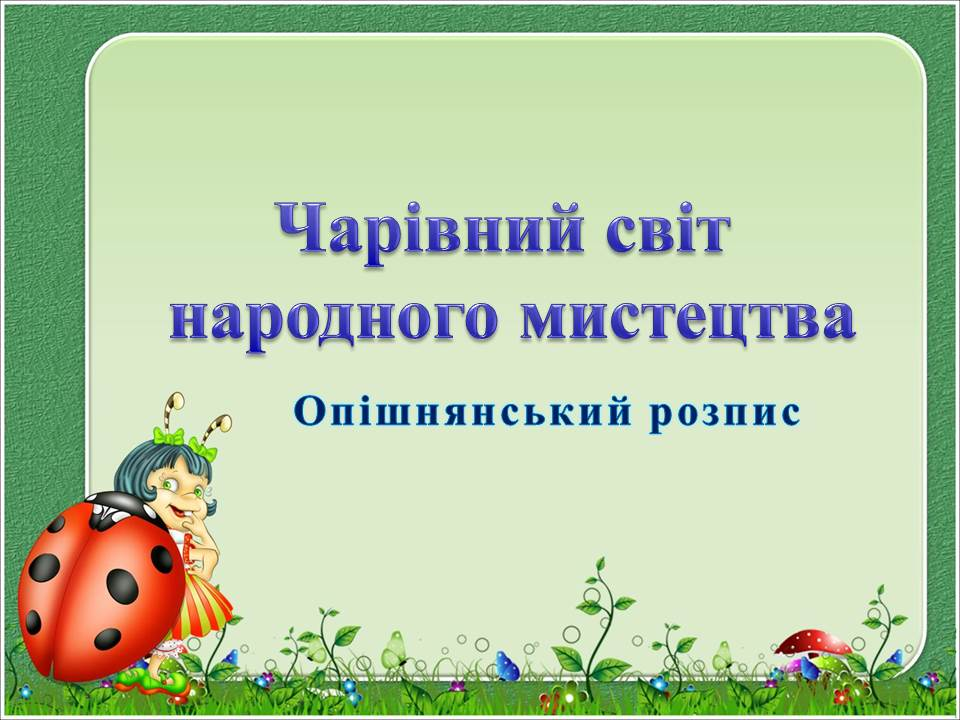 Чарівний світ
народного мистецтва
Опішнянський розпис